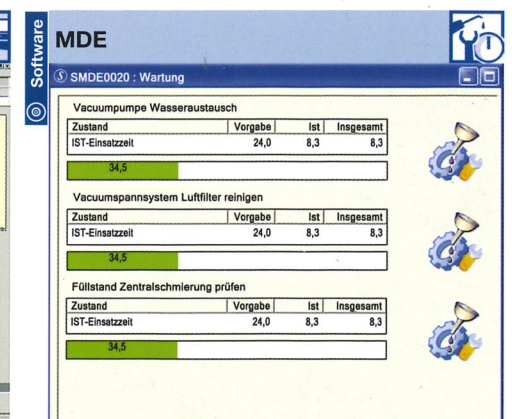 Software
MDE
SMDE0020 : Wartung
Vacuumpumpe Wasseraustausch
Zustand Vorgabe Ist Insgesamt
IST-Einsatzzeit 24,0 8,3 8,3
34,5
Vacuumspannsystem Luftfilter reinigen
Zustand Vorgabe Ist Insgesamt
IST-Einsatzzeit 24,0 8,3 8,3
34,5
Füllstand Zentralschmierung prüfen
Zustand Vorgabe Ist Insgesamt
IST-Einsatzzeit 24,0 8,3 8,3
34,5